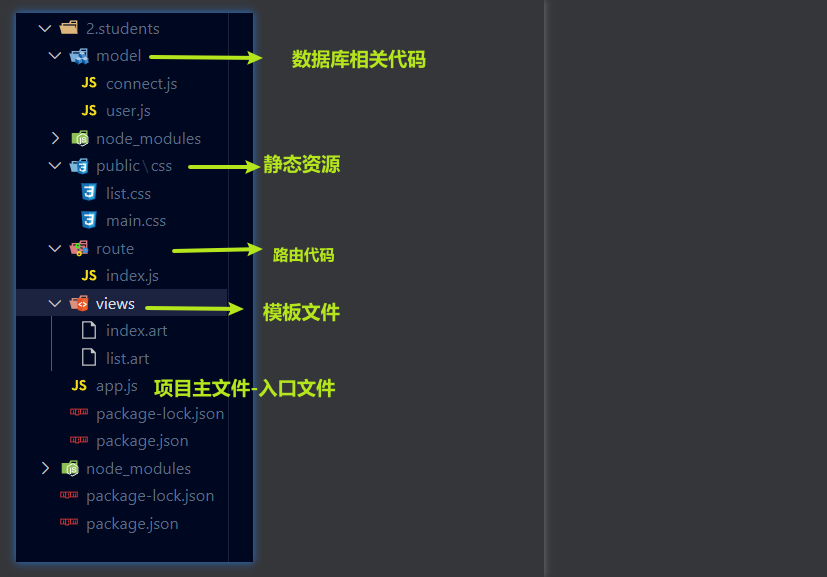 2.students
model
数据库相关代码
JS connect.js
JS user.js
node_modules
public\css
静态资源
list.css
main.css
route
路由代码
JS index.js
views
模板文件
index.art
list.art
JS app.js
项目主文件-入口文件
package-lock.json
package.json
node_modules
package-lock.json
package.json